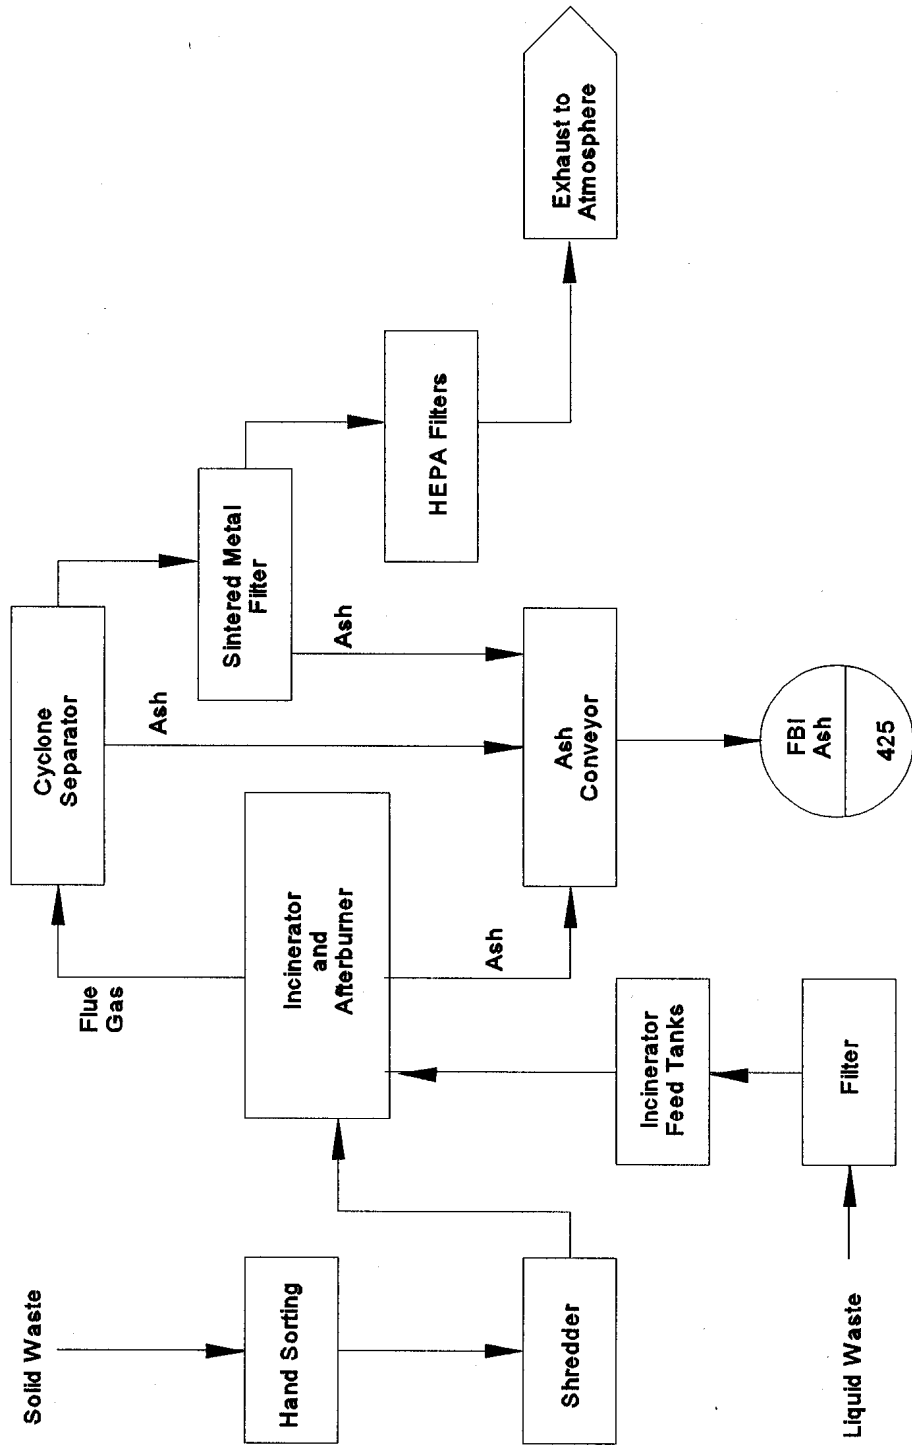 Solid Waste
Hand Sorting
Shredder
Liquid Waste
Filter
Incinerator
Feed Tanks
Incinerator
and
Afterburner
Flue
Gas
Ash
Cyclone
Separator
Ash
Sintered Metal
Filter
Ash
Ash
Conveyor
FBI
Ash
425
HEPA Filters
Exhaust to
Atmosphere